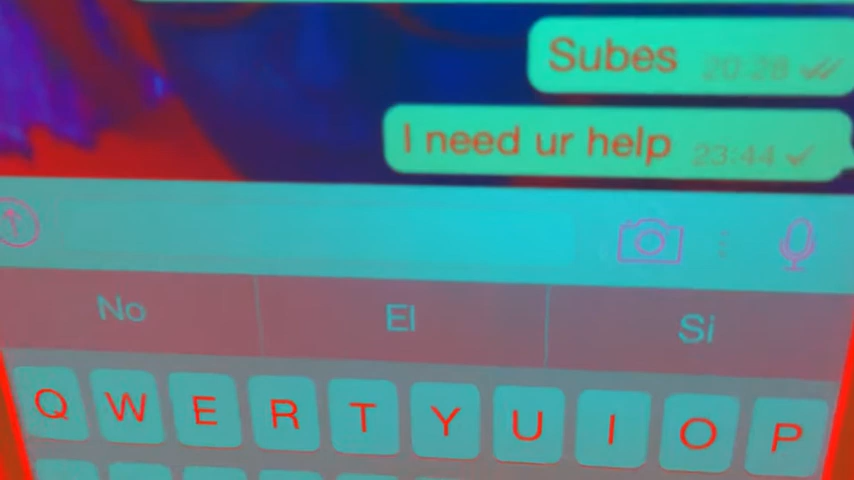 Subes 20:28
I need ur help 23:44
No El Si
Q W E R T Y U I O P